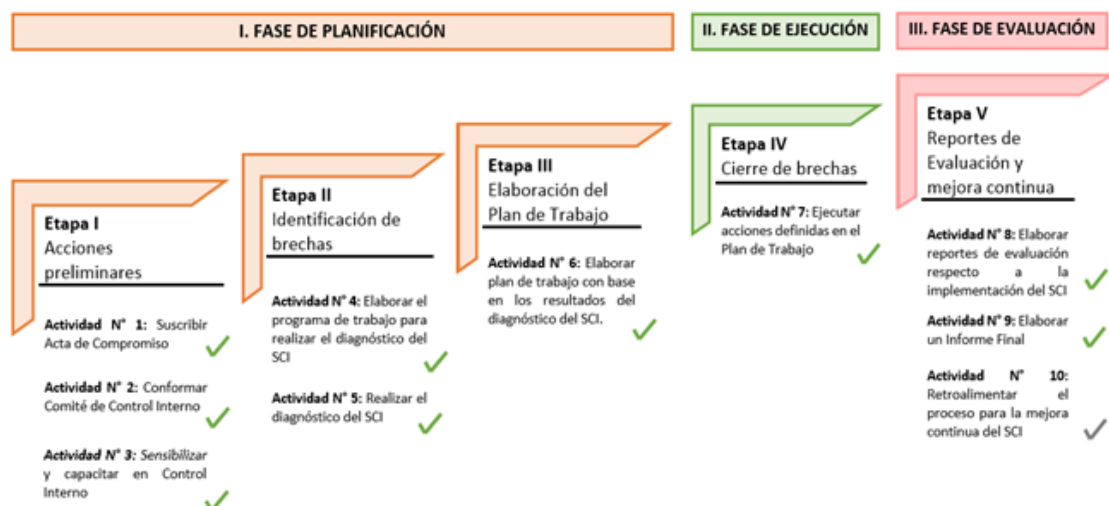 I. FASE DE PLANIFICACIÓN
II. FASE DE EJECUCIÓN
III. FASE DE EVALUACIÓN
Etapa I
Acciones
preliminares
Actividad N° 1: Suscribir
Acta de Compromiso
Actividad N° 2: Conformar
Comité de Control Interno
Actividad N° 3: Sensibilizar
y capacitar en Control
Interno
Etapa II
Identificación de
brechas
Actividad N° 4: Elaborar el
programa de trabajo para
realizar el diagnóstico del
SCI
Actividad N° 5: Realizar el
diagnóstico del SCI
Etapa III
Elaboración del
Plan de Trabajo
Actividad N° 6: Elaborar
plan de trabajo con base
en los resultados del
diagnóstico del SCI.
Etapa IV
Cierre de brechas
Actividad N° 7: Ejecutar
acciones definidas en el
Plan de Trabajo
Etapa V
Reportes de
Evaluación y
mejora continua
Actividad N° 8: Elaborar
reportes de evaluación
respecto a la
implementación del SCI
Actividad N° 9: Elaborar
un Informe Final
Actividad N° 10:
Retroalimentar el
proceso para la mejora
continua del SCI